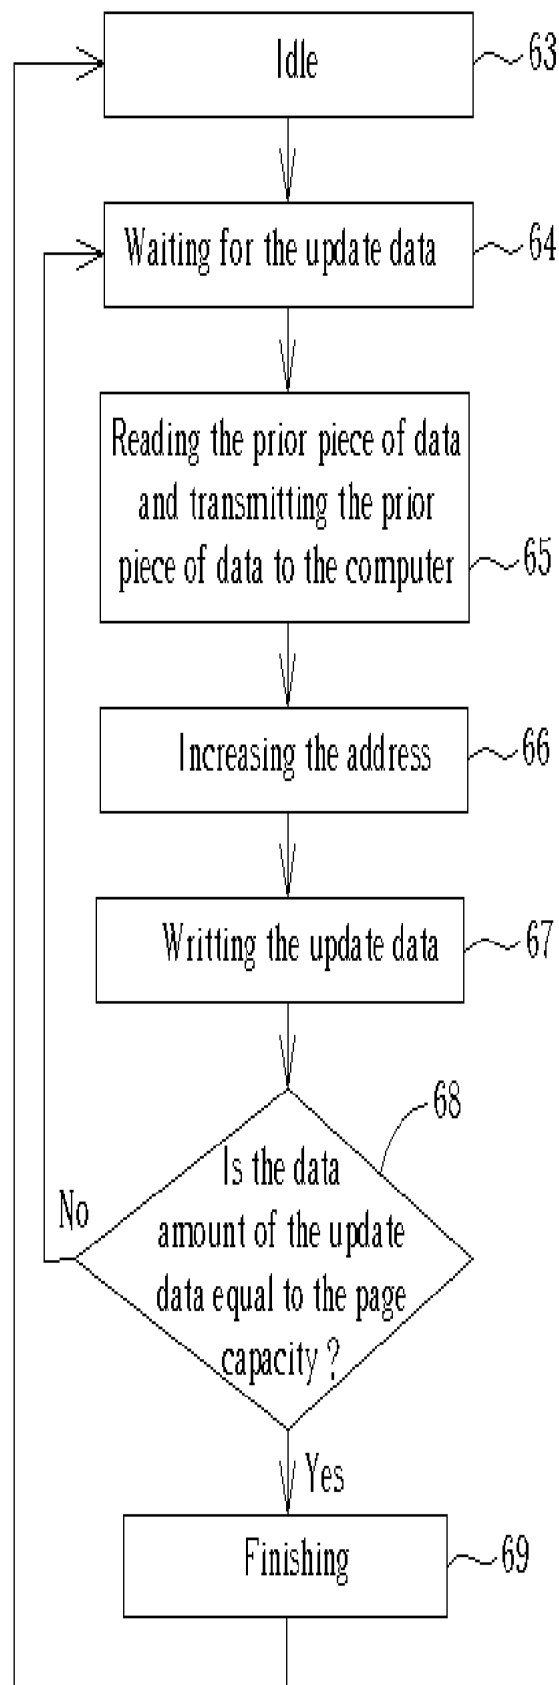 Idle
63
Waiting for the update data
64
Reading the prior piece of data
and transmitting the prior
piece of data to the computer
65
Increasing the address
66
Writting the update data
67
68
Is the data
amount of the update
data equal to the page
capacity ?
No
Yes
Finishing
69